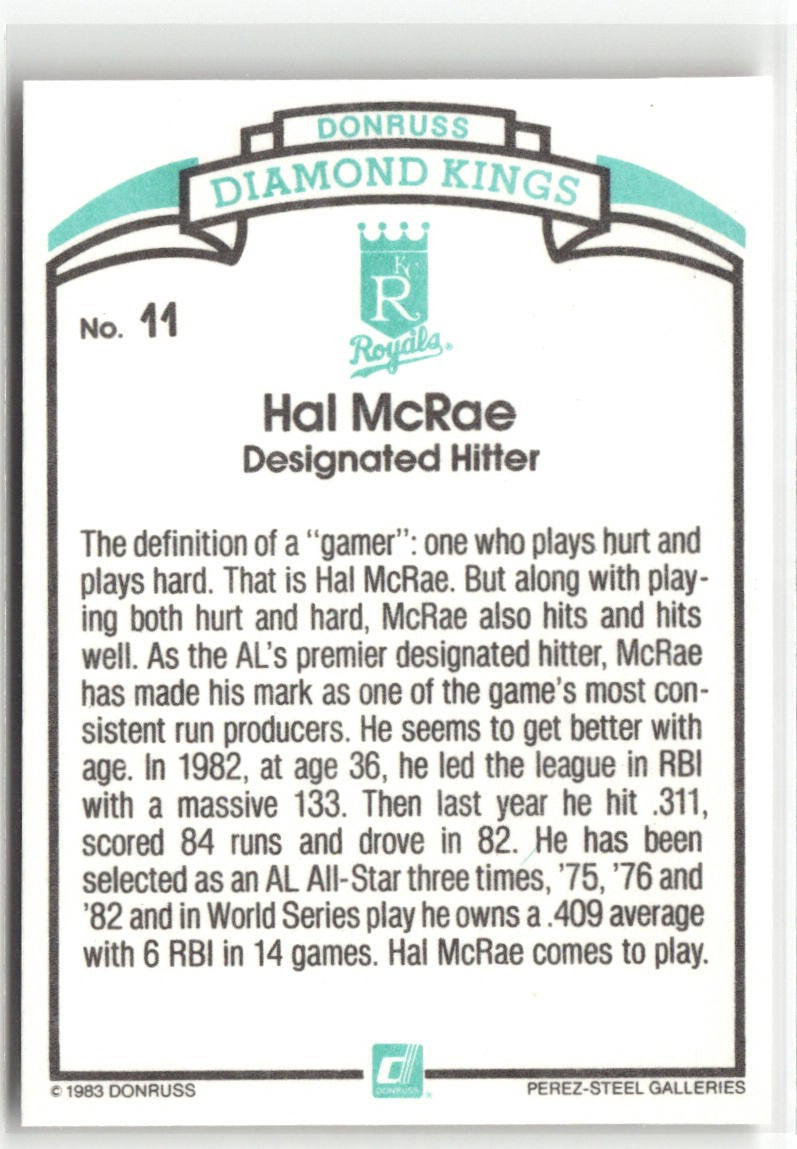 DONRUSS
DIAMOND KINGS
KC
R
Royals®
No. 11
Hal McRae
Designated Hitter
The definition of a “gamer”: one who plays hurt and
plays hard. That is Hal McRae. But along with play-
ing both hurt and hard, McRae also hits and hits
well. As the AL’s premier designated hitter, McRae
has made his mark as one of the game’s most con-
sistent run producers. He seems to get better with
age. In 1982, at age 36, he led the league in RBI
with a massive 133. Then last year he hit .311,
scored 84 runs and drove in 82. He has been
selected as an AL All-Star three times, ’75, ’76 and
’82 and in World Series play he owns a .409 average
with 6 RBI in 14 games. Hal McRae comes to play.
d
DONRUSS®
© 1983 DONRUSS
PEREZ-STEEL GALLERIES